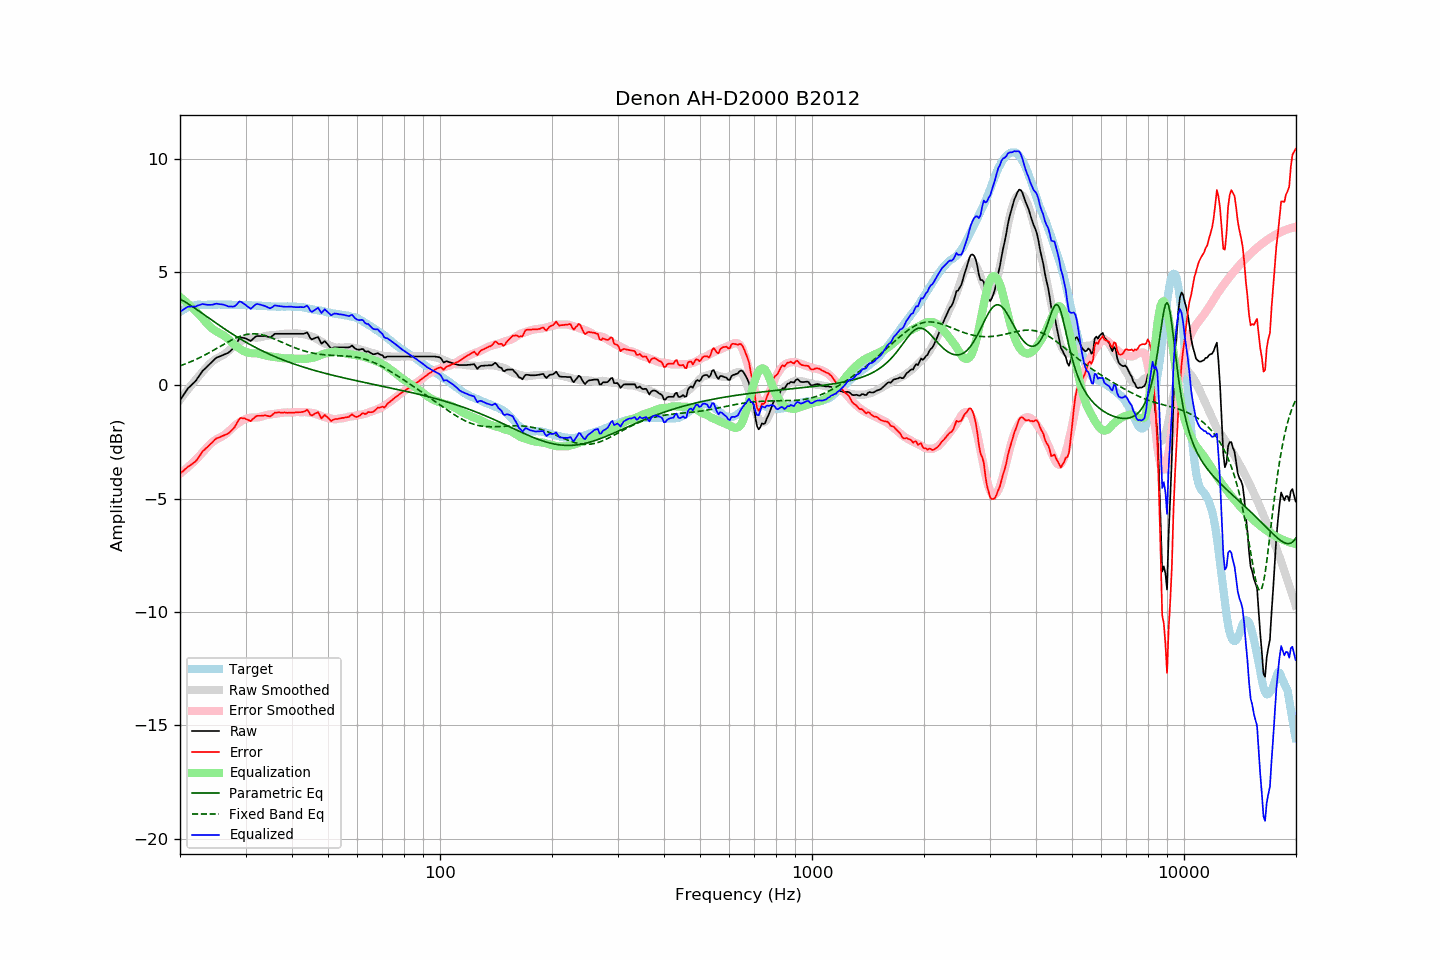 Denon AH-D2000 B2012
10
5
0
−5
−10
−15
−20
Amplitude (dBr)
Target
Raw Smoothed
Error Smoothed
Raw
Error
Equalization
Parametric Eq
Fixed Band Eq
Equalized
100 1000 10000
Frequency (Hz)